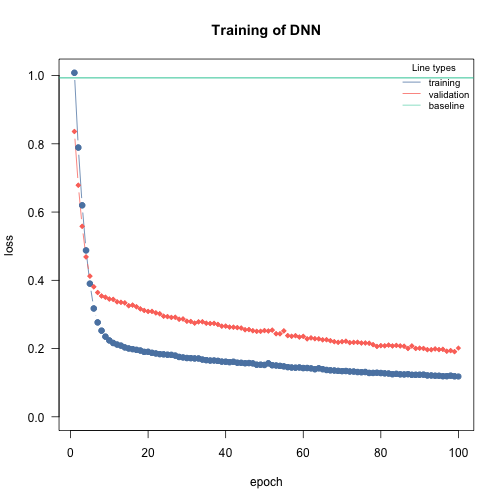 Training of DNN
Line types
training
validation
baseline
loss
1.0
0.8
0.6
0.4
0.2
0.0
0 20 40 60 80 100
epoch